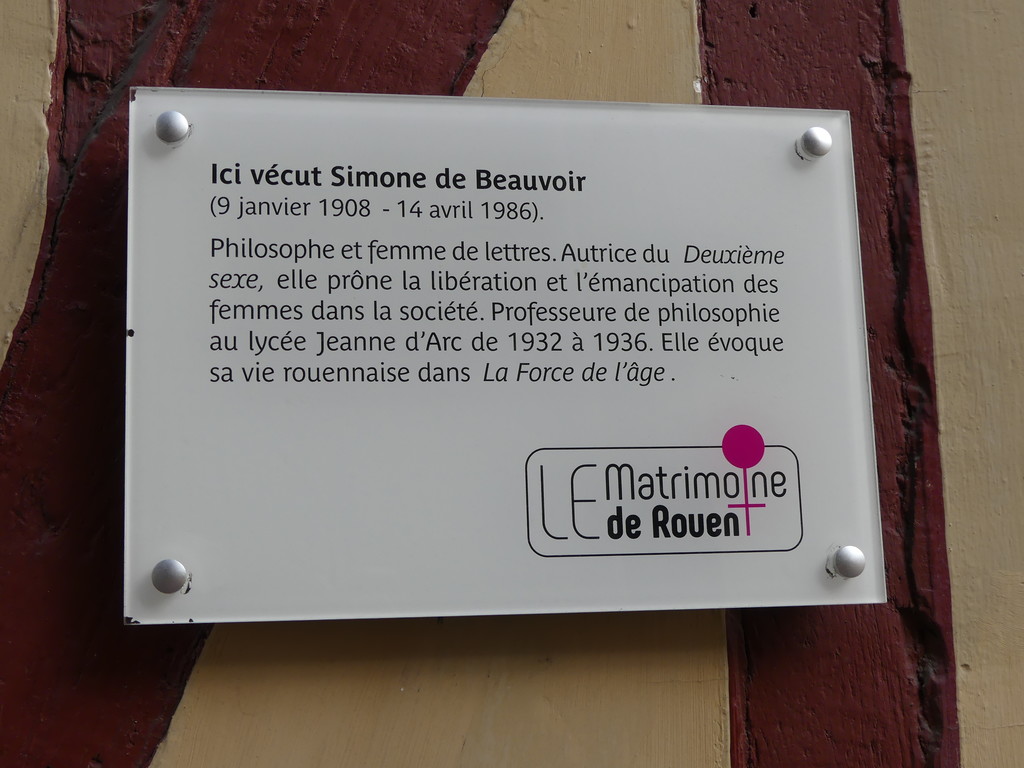 Ici vécut Simone de Beauvoir
(9 janvier 1908 - 14 avril 1986).
Philosophe et femme de lettres. Autrice du Deuxième
sexe, elle prône la libération et l'émancipation des
femmes dans la société. Professeure de philosophie
au lycée Jeanne d'Arc de 1932 à 1936. Elle évoque
sa vie rouennaise dans La Force de l'âge.
LE Matrimoine
de Rouen